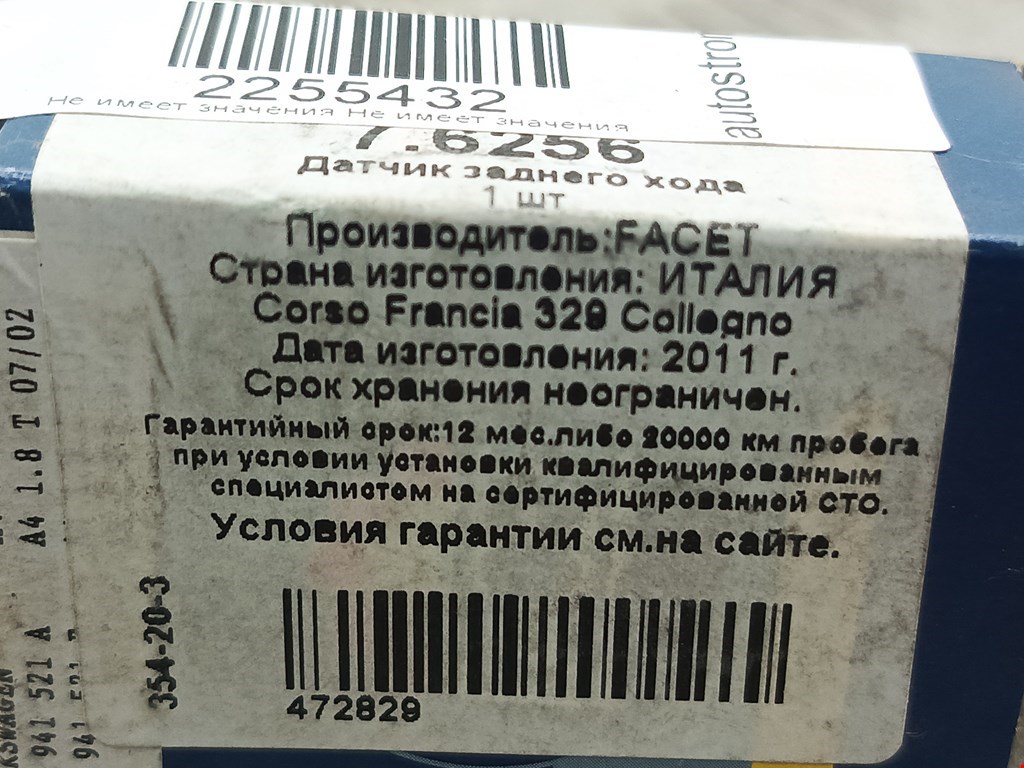 2255432
Не имеет значения Не имеет значения
autostron
7.6256
Датчик заднего хода
1 шт
Производитель:FACET
Страна изготовления: ИТАЛИЯ
Corso Francia 329 Collegno
Дата изготовления: 2011 г.
Срок хранения неограничен.
Гарантийный срок:12 мес.либо 20000 км пробега
при условии установки квалифицированным
специалистом на сертифицированной СТО.
Условия гарантии см.на сайте.
354-20-3
472829
A4 1.8 T 07/02
941 521 A